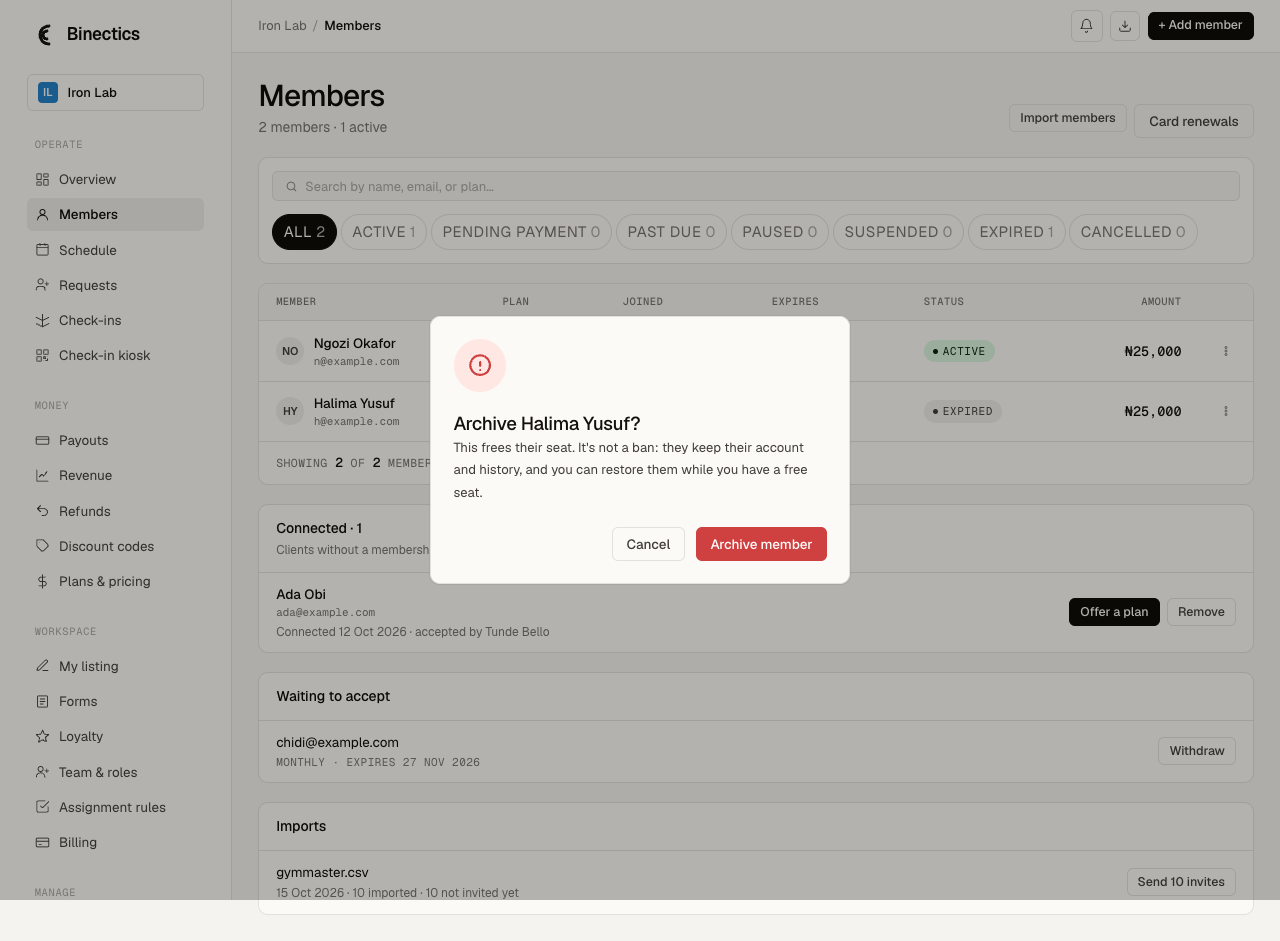 Binectics
Iron Lab / Members
+ Add member
IL Iron Lab
OPERATE
Overview
Members
Schedule
Requests
Check-ins
Check-in kiosk
MONEY
Payouts
Revenue
Refunds
Discount codes
Plans & pricing
WORKSPACE
My listing
Forms
Loyalty
Team & roles
Assignment rules
Billing
MANAGE
Members
2 members · 1 active
Import members
Card renewals
Search by name, email, or plan…
ALL 2 ACTIVE 1 PENDING PAYMENT 0 PAST DUE 0 PAUSED 0 SUSPENDED 0 EXPIRED 1 CANCELLED 0
MEMBER PLAN JOINED EXPIRES STATUS AMOUNT
NO Ngozi Okafor ACTIVE ₦25,000
n@example.com
HY Halima Yusuf EXPIRED ₦25,000
h@example.com
SHOWING 2 OF 2 MEMBER
Archive Halima Yusuf?
This frees their seat. It's not a ban: they keep their account
and history, and you can restore them while you have a free
seat.
Cancel
Archive member
Connected · 1
Clients without a membersh
Ada Obi
ada@example.com
Connected 12 Oct 2026 · accepted by Tunde Bello
Offer a plan
Remove
Waiting to accept
chidi@example.com
MONTHLY · EXPIRES 27 NOV 2026
Withdraw
Imports
gymmaster.csv
15 Oct 2026 · 10 imported · 10 not invited yet
Send 10 invites